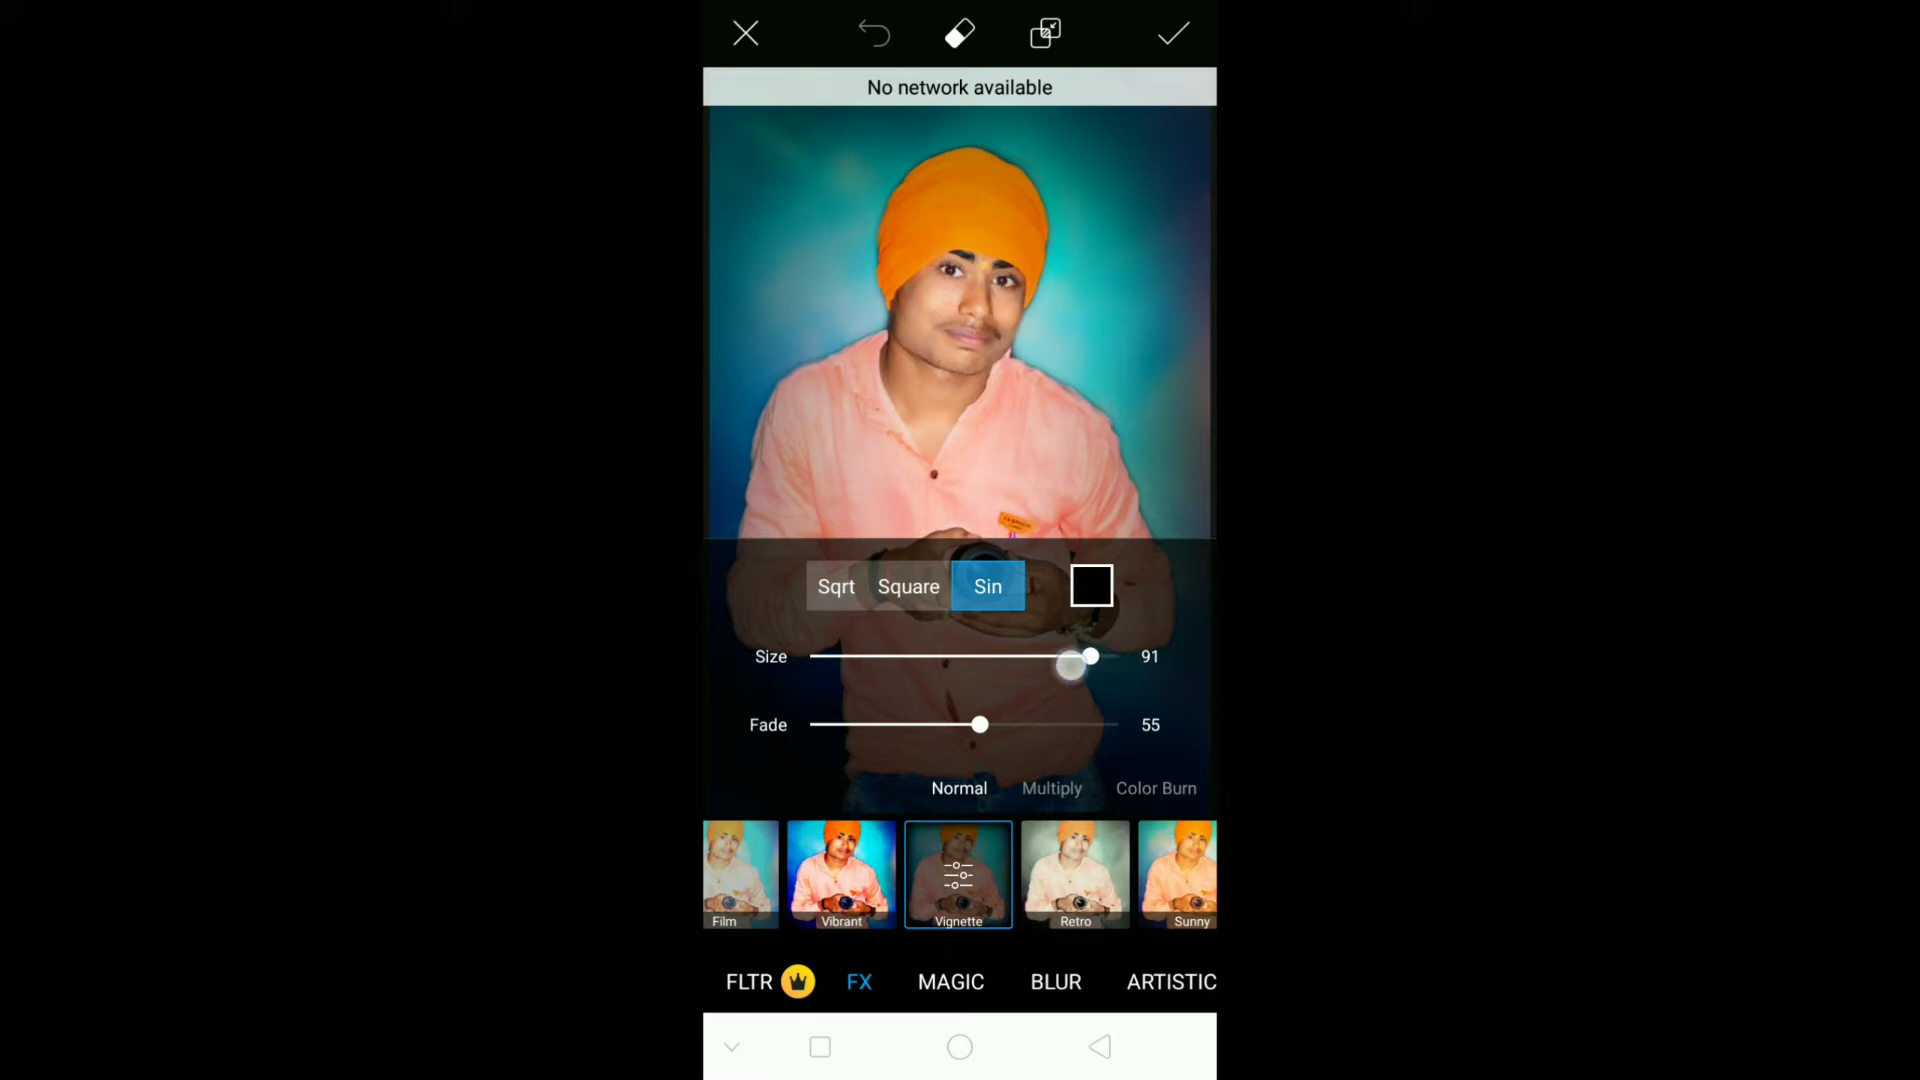 No network available
Sqrt Square Sin
Size 91
Fade 55
Normal Multiply Color Burn
Film Vibrant Vignette Retro Sunny
FLTR FX MAGIC BLUR ARTISTIC